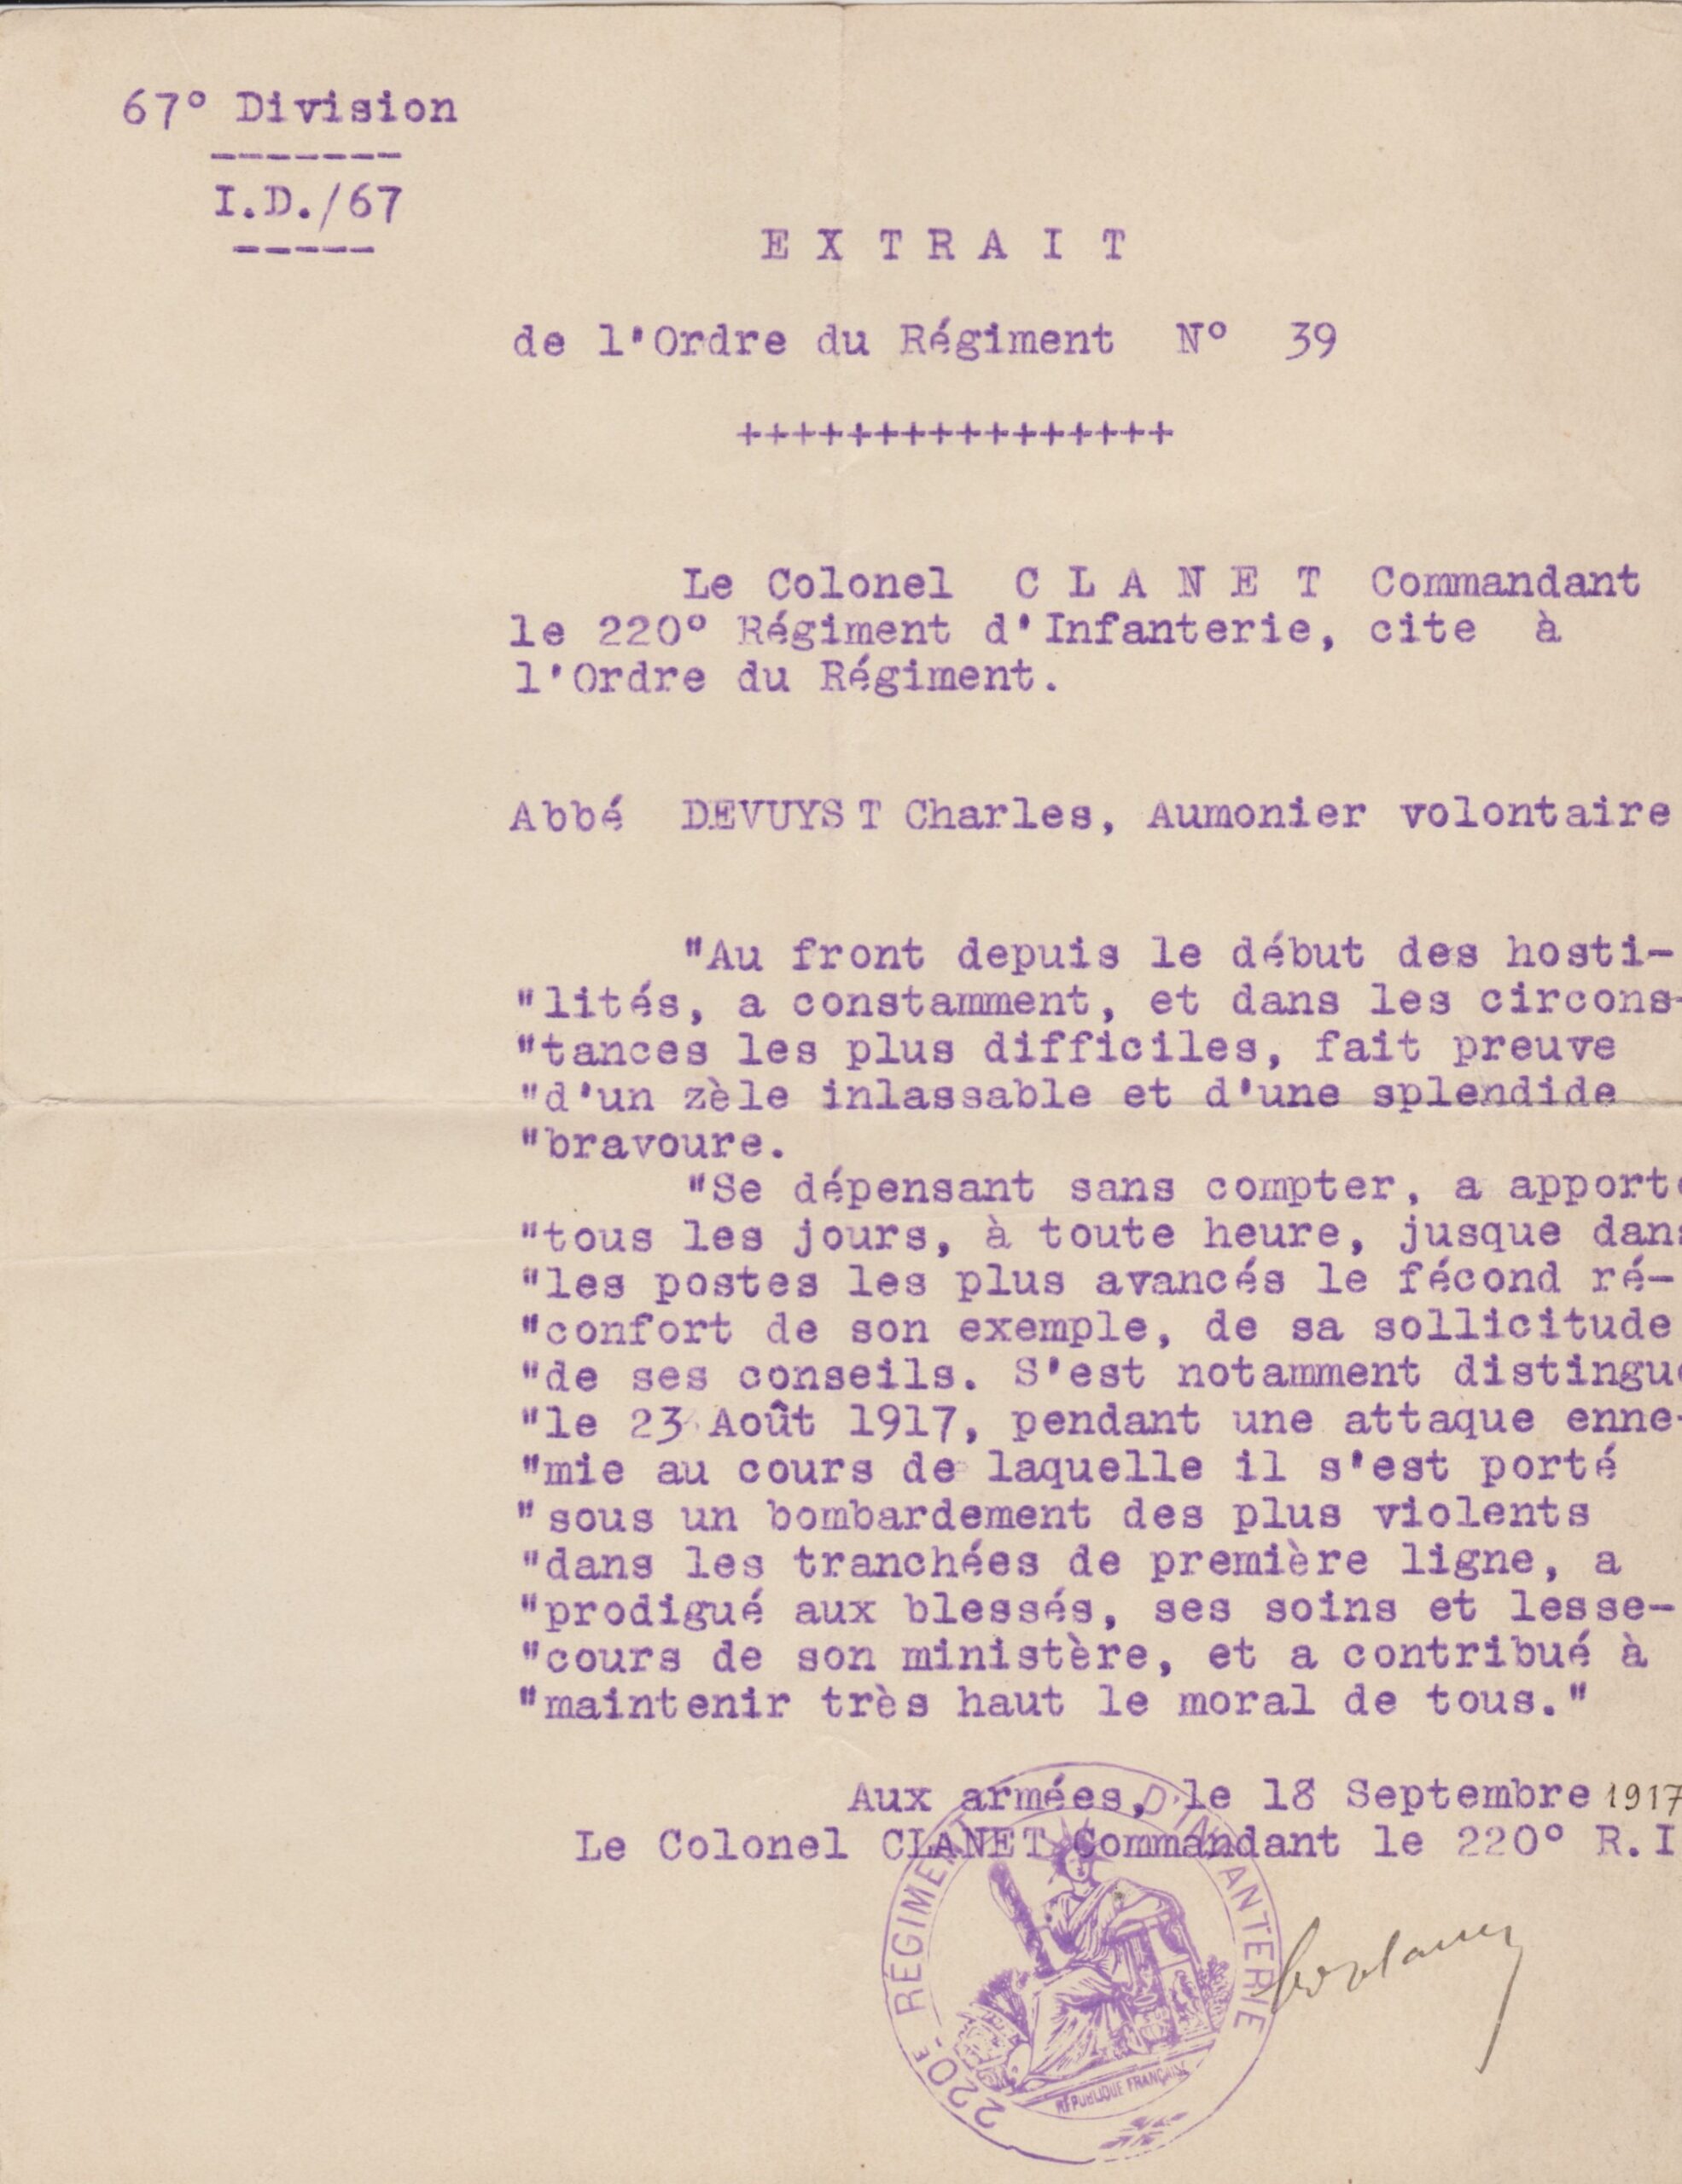 67° Division
-------
I.D./67
-----
E X T R A I T
de l'Ordre du Régiment N° 39
++++++++++++++++
Le Colonel C L A N E T Commandant
le 220° Régiment d'Infanterie, cite à
l'Ordre du Régiment.
Abbé DEVUYST Charles, Aumonier volontaire
"Au front depuis le début des hosti-
"lités, a constamment, et dans les circons-
"tances les plus difficiles, fait preuve
"d'un zèle inlassable et d'une splendide
"bravoure.
"Se dépensant sans compter, a apporté
"tous les jours, à toute heure, jusque dans
"les postes les plus avancés le fécond ré-
"confort de son exemple, de sa sollicitude
"de ses conseils. S'est notamment distingué
"le 23 Août 1917, pendant une attaque enne-
"mie au cours de laquelle il s'est porté
"sous un bombardement des plus violents
"dans les tranchées de première ligne, a
"prodigué aux blessés, ses soins et lesse-
"cours de son ministère, et a contribué à
"maintenir très haut le moral de tous."
Aux armées, le 18 Septembre 1917
Le Colonel CLANET Commandant le 220° R.I
220E RÉGIMENT D'INFANTERIE
RÉPUBLIQUE FRANÇAISE